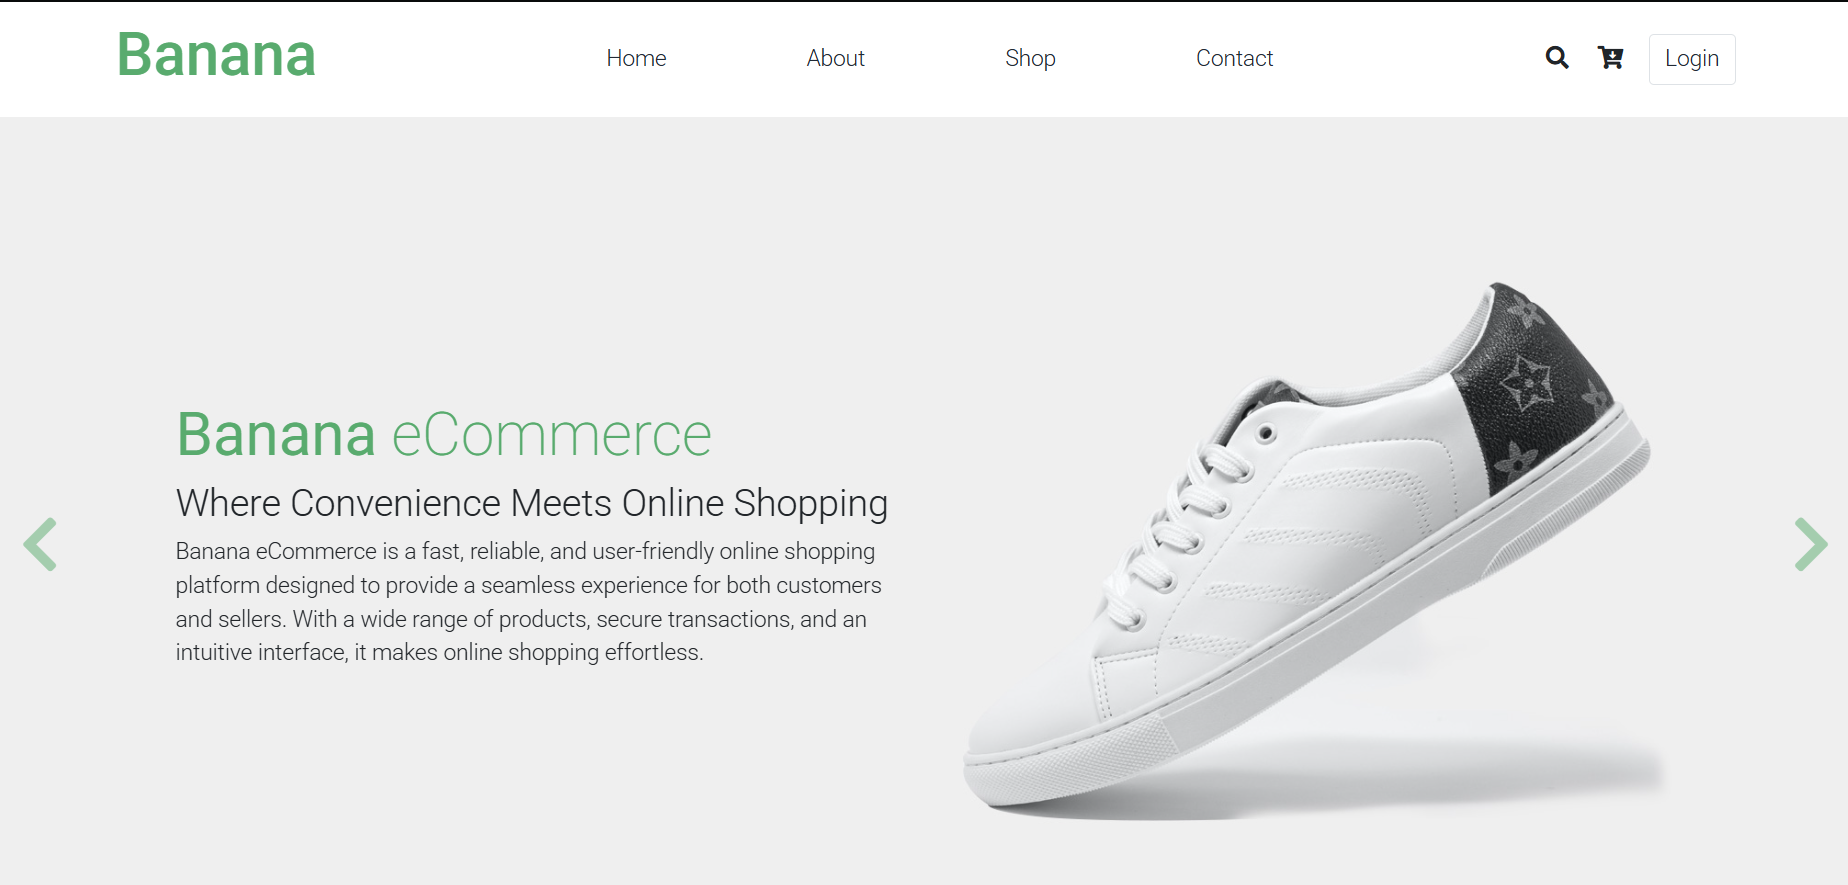 Banana
Home
About
Shop
Contact
Login
Banana eCommerce
Where Convenience Meets Online Shopping
Banana eCommerce is a fast, reliable, and user-friendly online shopping
platform designed to provide a seamless experience for both customers
and sellers. With a wide range of products, secure transactions, and an
intuitive interface, it makes online shopping effortless.